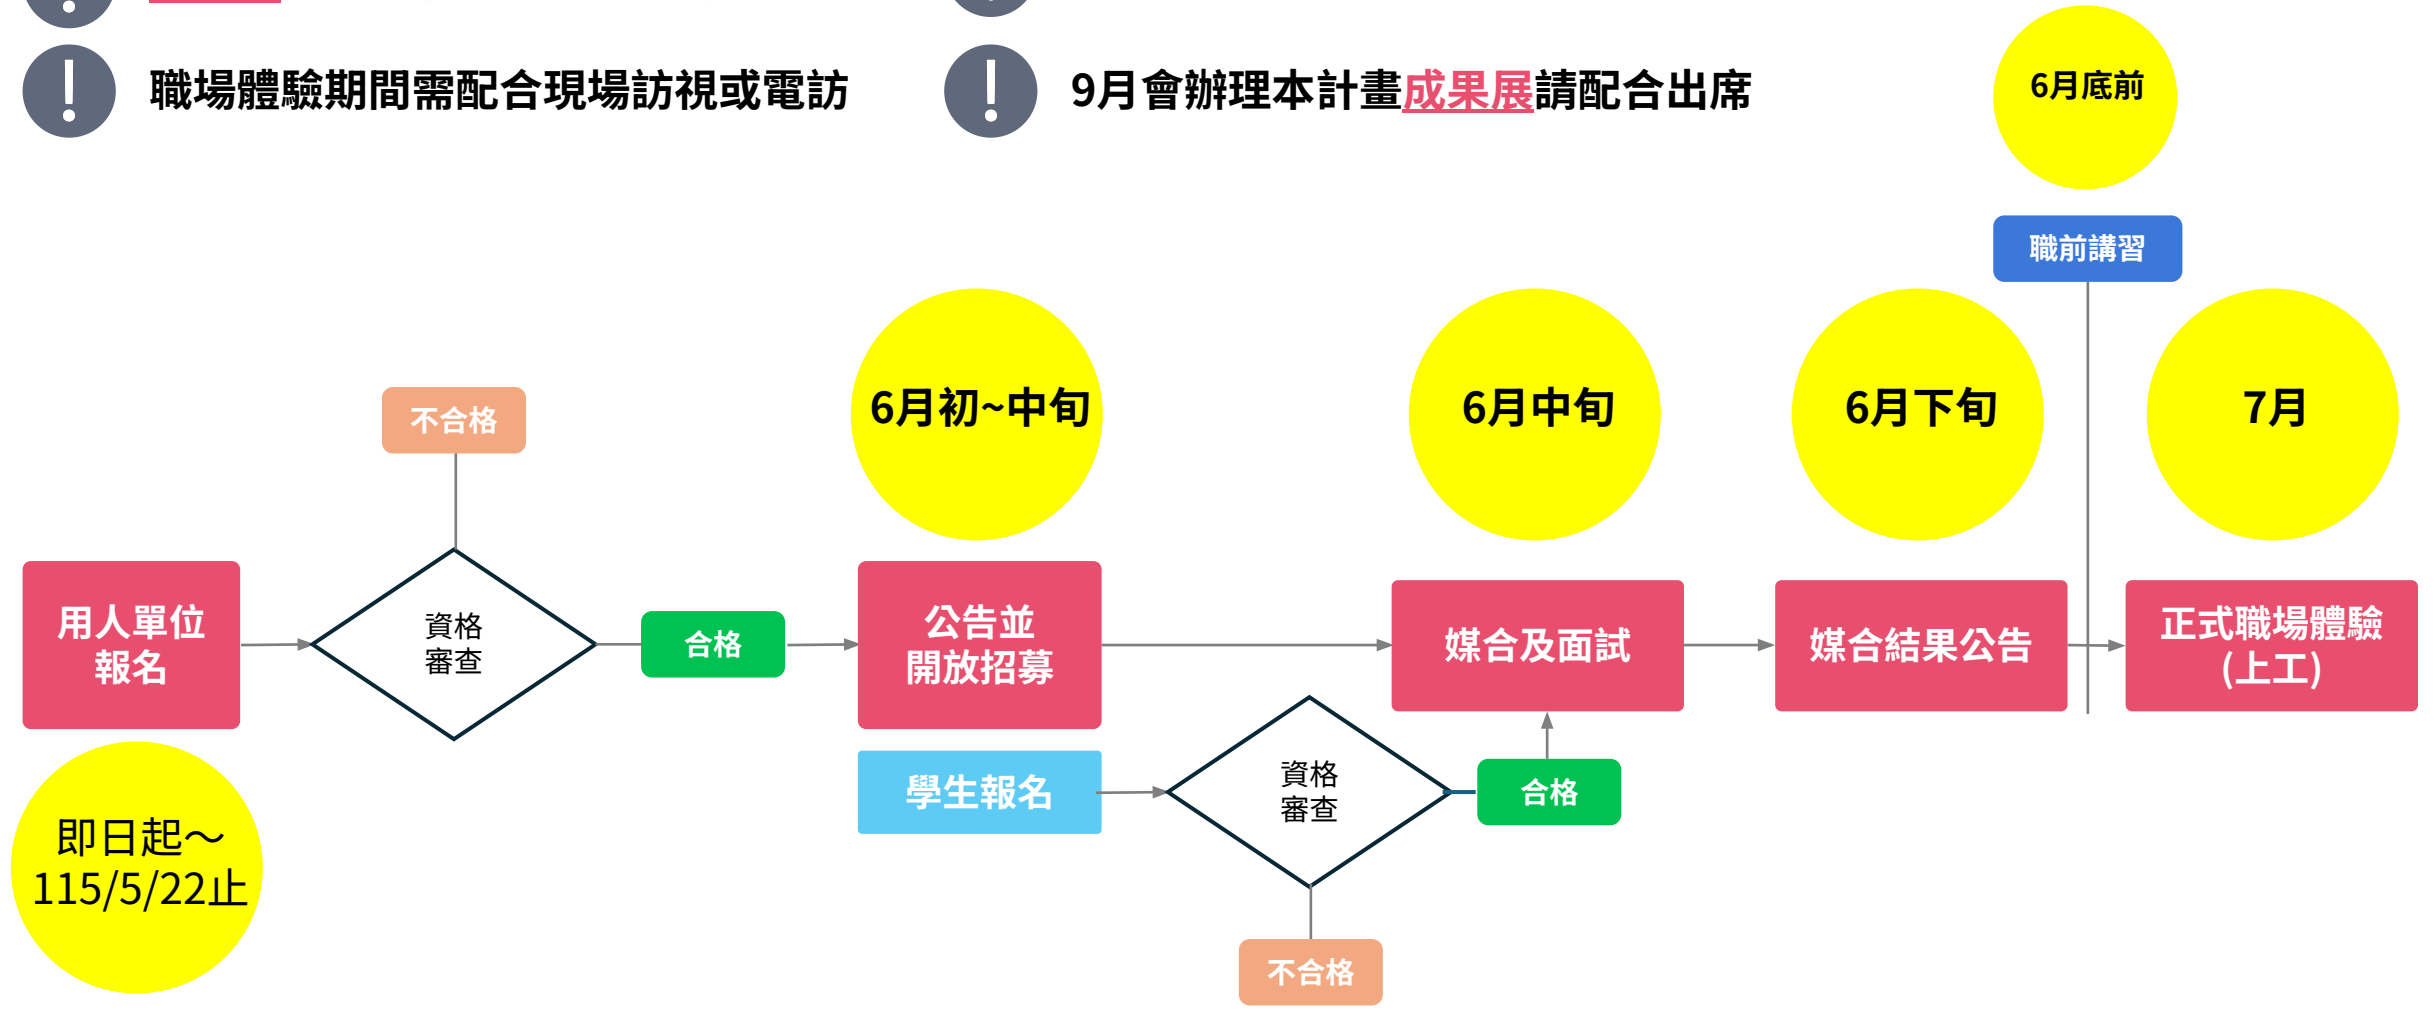 職場體驗期間需配合現場訪視或電訪
9月會辦理本計畫成果展請配合出席
6月底前
職前講習
6月初~中旬
6月中旬
6月下旬
7月
不合格
用人單位
報名
資格
審查
合格
公告並
開放招募
媒合及面試
媒合結果公告
正式職場體驗
(上工)
學生報名
資格
審查
合格
即日起～
115/5/22止
不合格